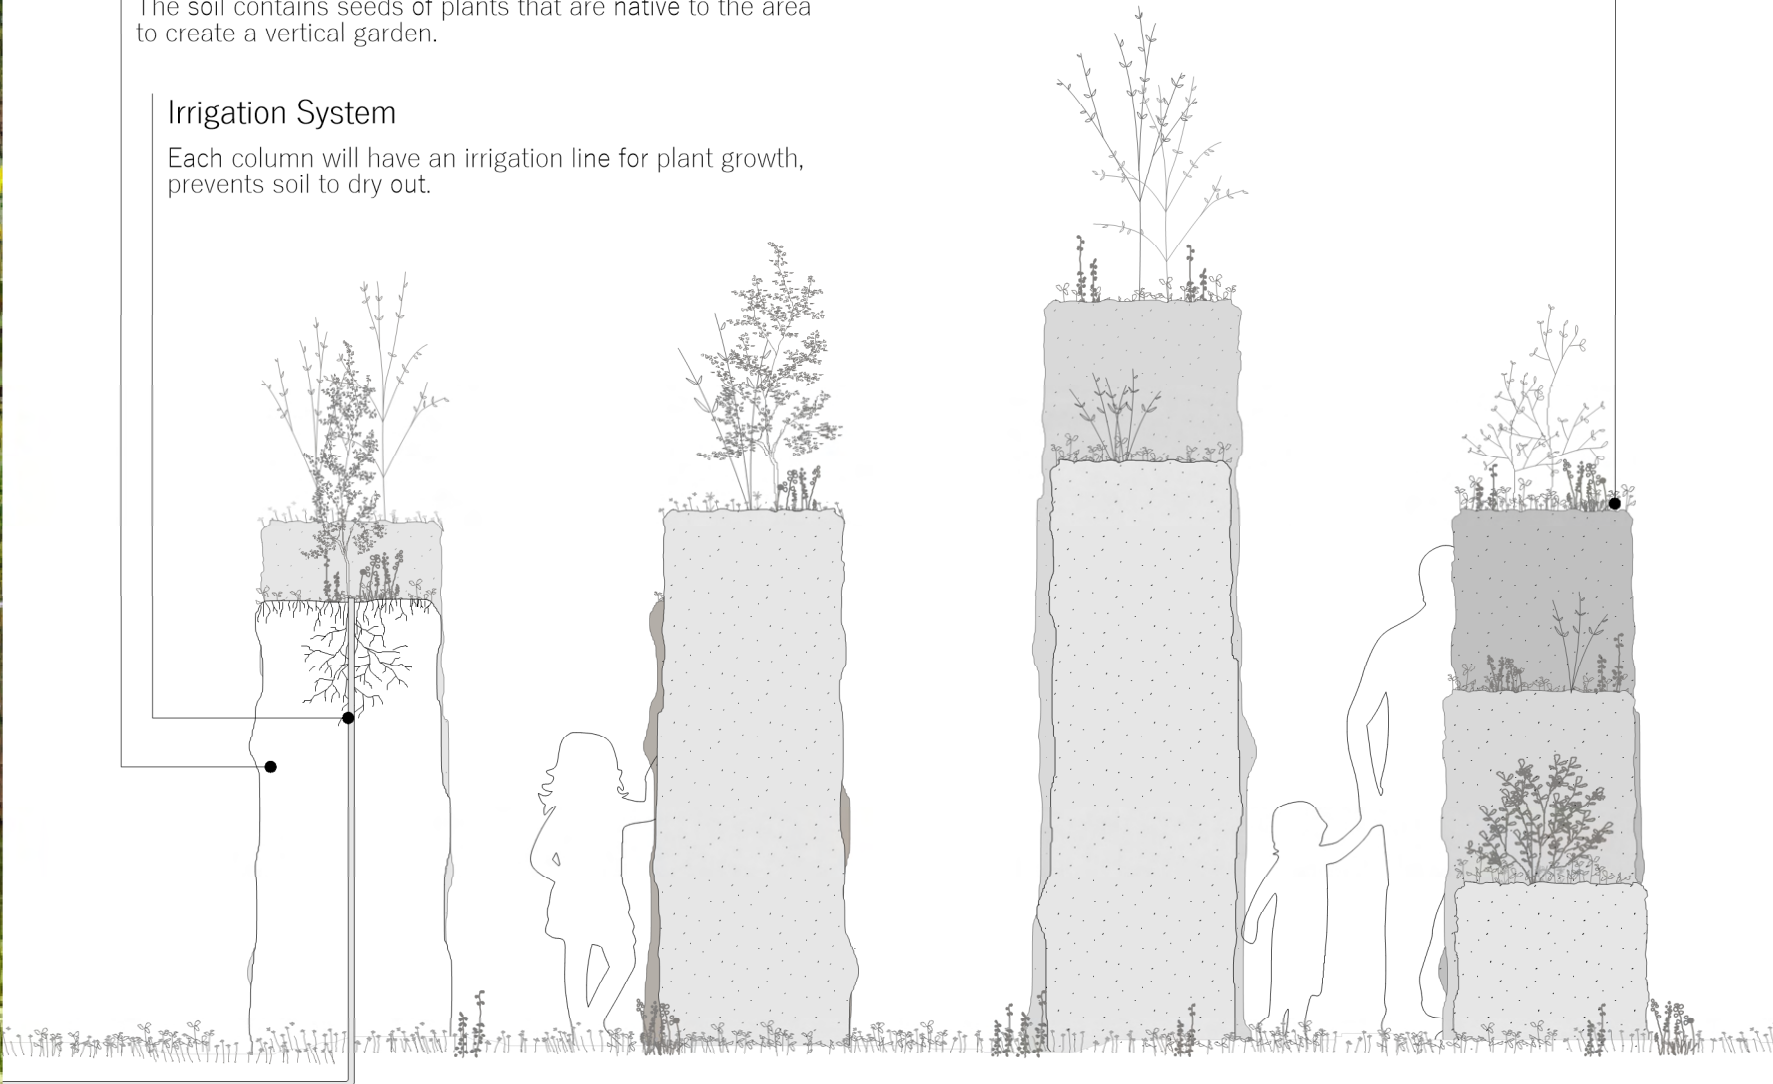 The soil contains seeds of plants that are native to the area
to create a vertical garden.
Irrigation System
Each column will have an irrigation line for plant growth,
prevents soil to dry out.